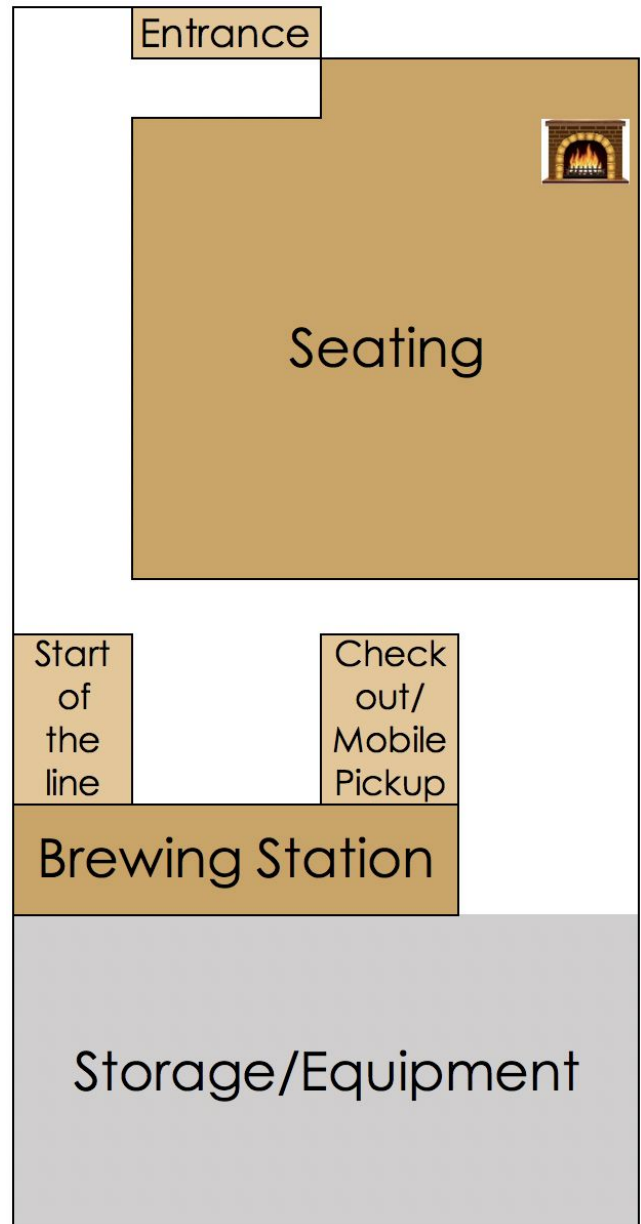 Entrance
Seating
Start
of
the
line
Check
out/
Mobile
Pickup
Brewing Station
Storage/Equipment